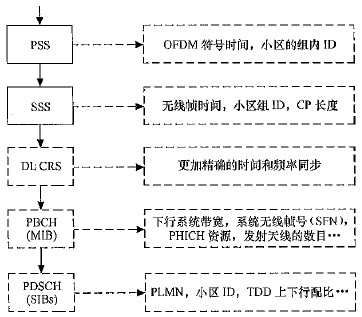 PSS
OFDM 符号时间，小区的组内 ID
SSS
无线帧时间，小区组 ID，CP 长度
DL CRS
更加精确的时间和频率同步
PBCH
(MIB)
下行系统带宽，系统无线帧号(SFN)，
PHICH 资源，发射天线的数目…
PDSCH
(SIBs)
PLMN，小区 ID，TDD 上下行配比…